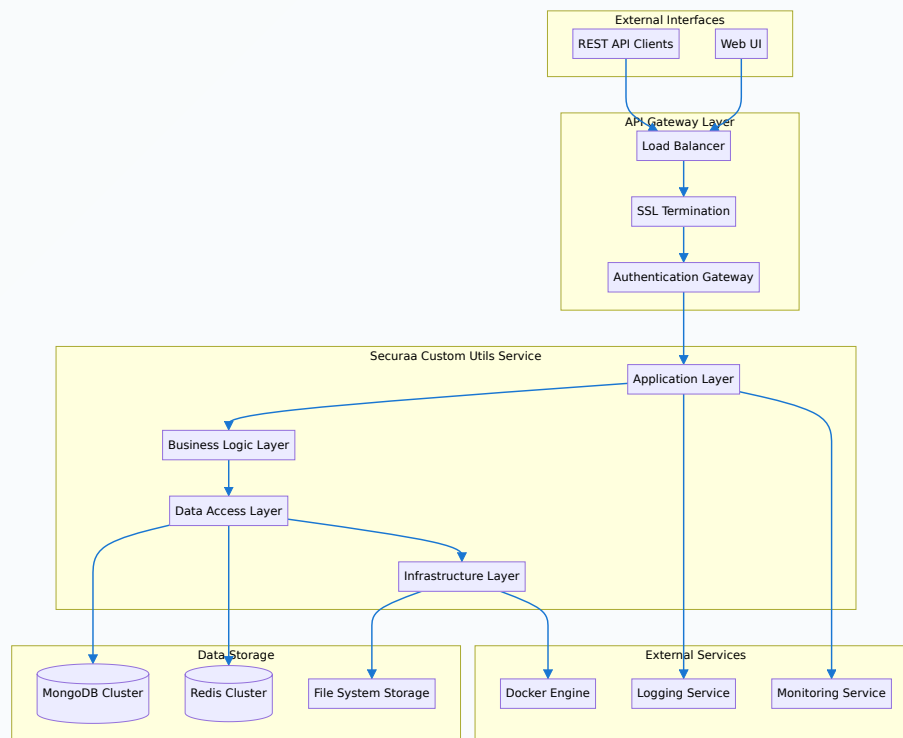 External Interfaces
REST API Clients
Web UI
API Gateway Layer
Load Balancer
SSL Termination
Authentication Gateway
Securaa Custom Utils Service
Application Layer
Business Logic Layer
Data Access Layer
Infrastructure Layer
Data Storage
External Services
MongoDB Cluster
Redis Cluster
File System Storage
Docker Engine
Logging Service
Monitoring Service